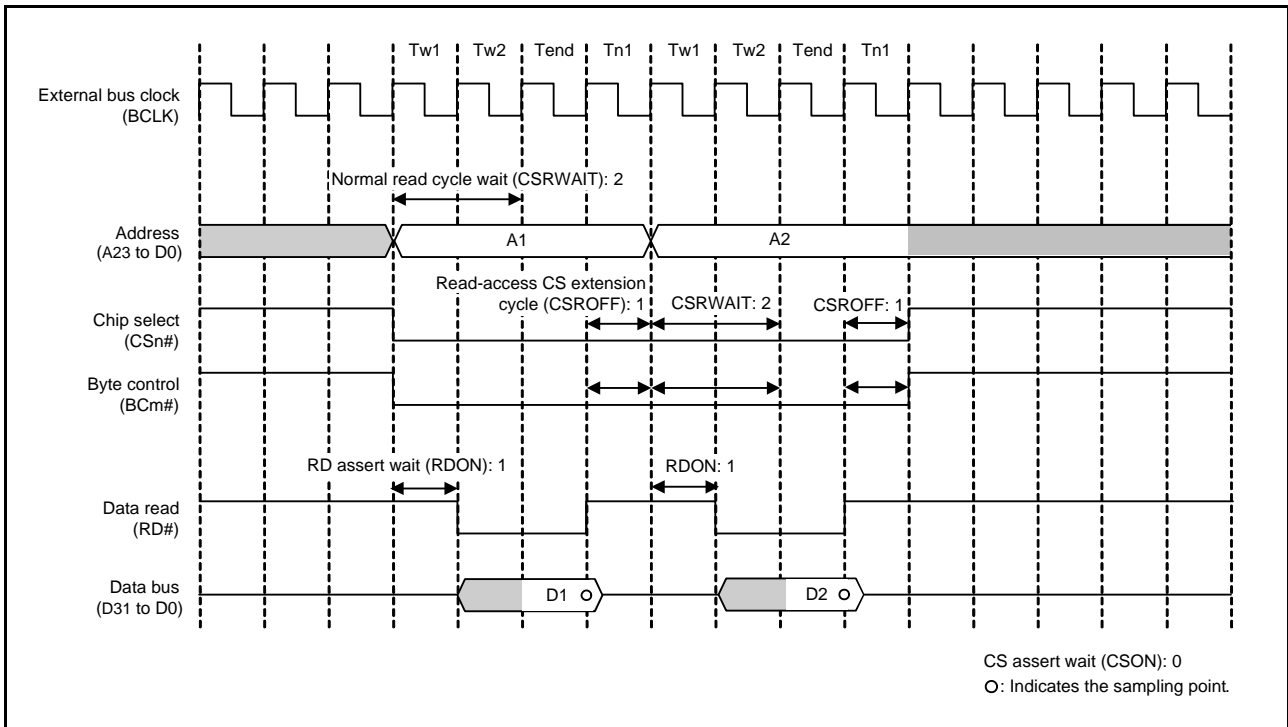 Tw1 Tw2 Tend Tn1 Tw1 Tw2 Tend Tn1
External bus clock
(BCLK)
Normal read cycle wait (CSRWAIT): 2
Address
(A23 to D0)
A1 A2
Read-access CS extension
cycle (CSROFF): 1
CSRWAIT: 2 CSROFF: 1
Chip select
(CSn#)
Byte control
(BCm#)
RD assert wait (RDON): 1 RDON: 1
Data read
(RD#)
Data bus
(D31 to D0)
D1 D2
CS assert wait (CSON): 0
O: Indicates the sampling point.